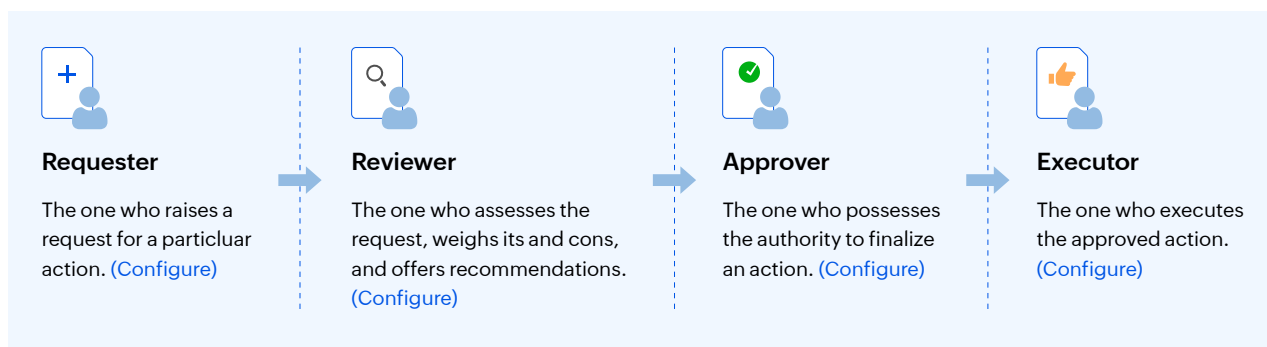 Requester
The one who raises a
request for a particluar
action. (Configure)
Reviewer
The one who assesses the
request, weighs its and cons,
and offers recommendations.
(Configure)
Approver
The one who possesses
the authority to finalize
an action. (Configure)
Executor
The one who executes
the approved action.
(Configure)